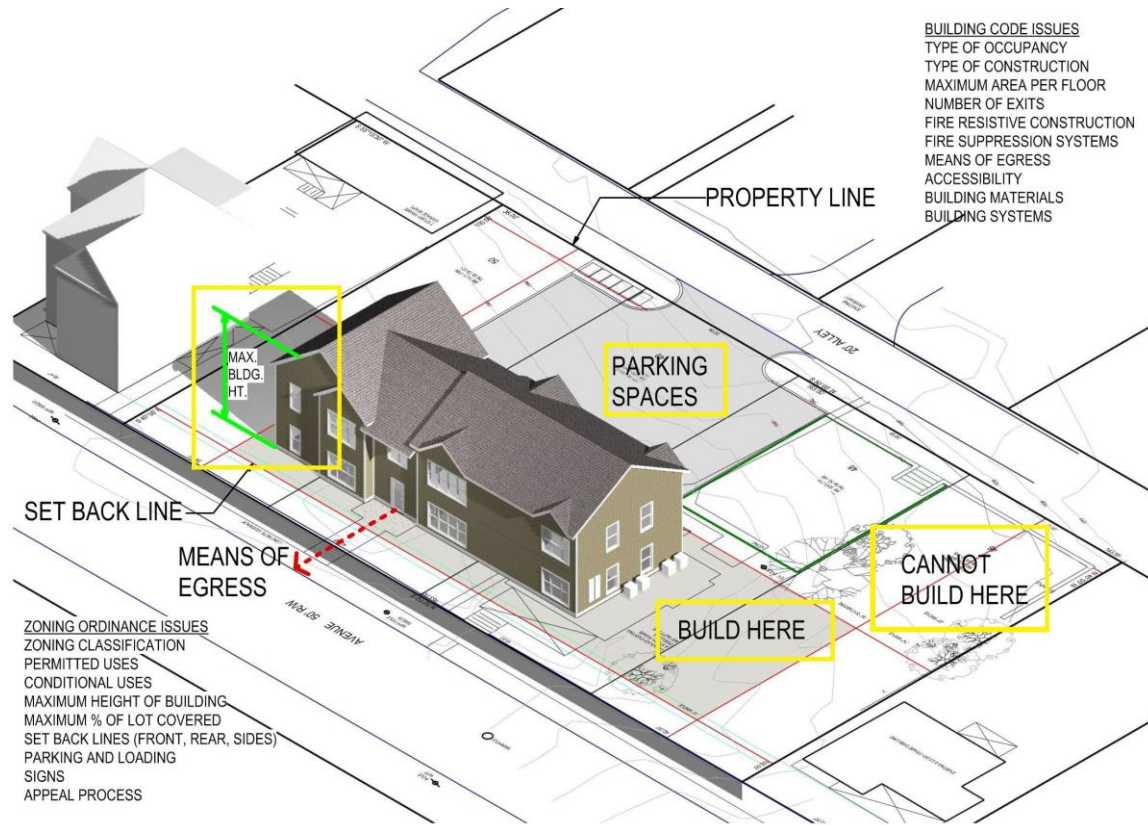 BUILDING CODE ISSUES
TYPE OF OCCUPANCY
TYPE OF CONSTRUCTION
MAXIMUM AREA PER FLOOR
NUMBER OF EXITS
FIRE RESISTIVE CONSTRUCTION
FIRE SUPPRESSION SYSTEMS
MEANS OF EGRESS
ACCESSIBILITY
BUILDING MATERIALS
BUILDING SYSTEMS
PROPERTY LINE
20' ALLEY
MAX.
BLDG.
HT.
PARKING
SPACES
SET BACK LINE
MEANS OF
EGRESS
CANNOT
BUILD HERE
BUILD HERE
AVENUE 50' R/W
ZONING ORDINANCE ISSUES
ZONING CLASSIFICATION
PERMITTED USES
CONDITIONAL USES
MAXIMUM HEIGHT OF BUILDING
MAXIMUM % OF LOT COVERED
SET BACK LINES (FRONT, REAR, SIDES)
PARKING AND LOADING
SIGNS
APPEAL PROCESS